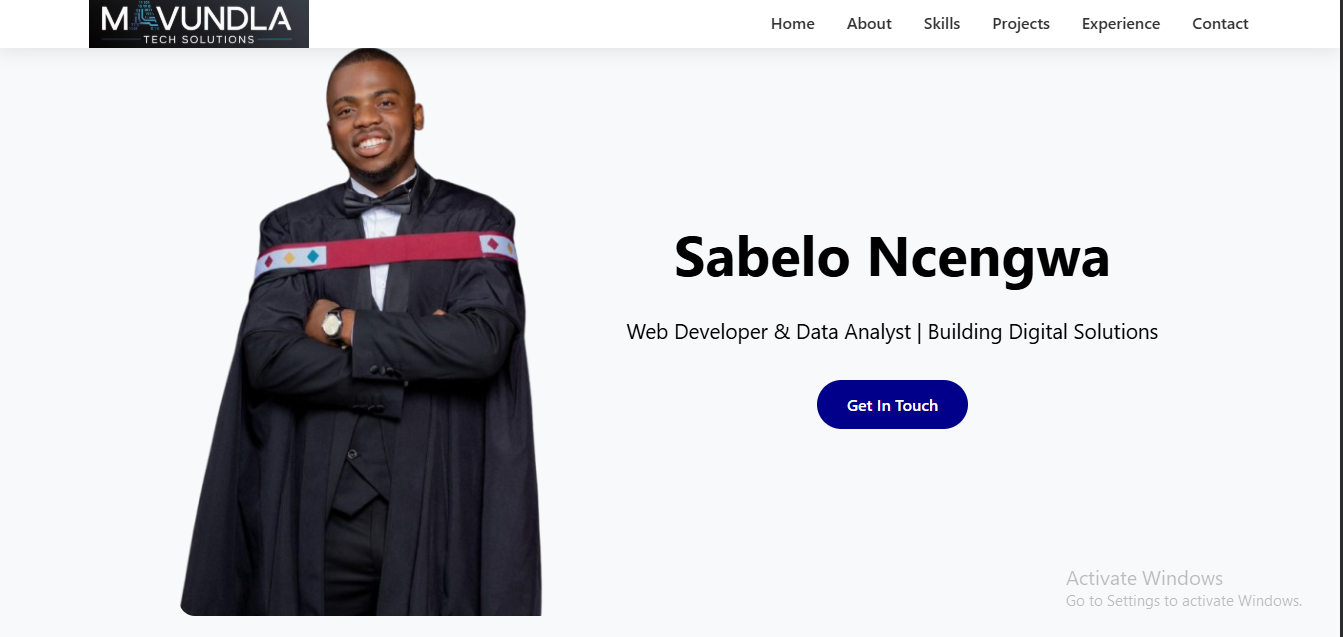 MAVUNDLA
TECH SOLUTIONS
Home About Skills Projects Experience Contact
Sabelo Ncengwa
Web Developer & Data Analyst | Building Digital Solutions
Get In Touch
Activate Windows
Go to Settings to activate Windows.